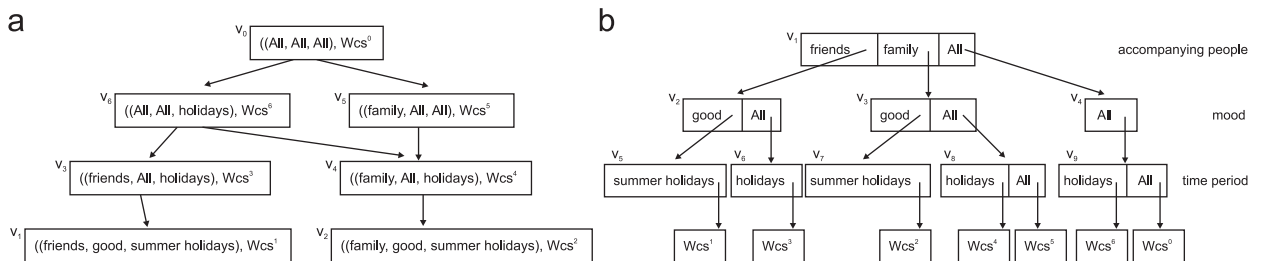 a
v0
((All, All, All), Wcs0
v6
((All, All, holidays), Wcs6
v5
((family, All, All), Wcs5
v3
((friends, All, holidays), Wcs3
v4
((family, All, holidays), Wcs4
v1
((friends, good, summer holidays), Wcs1
v2
((family, good, summer holidays), Wcs2
b
v1
friends family All accompanying people
v2 v3 v4
good All good All All mood
v5 v6 v7 v8 v9
summer holidays holidays summer holidays holidays All holidays All time period
Wcs1 Wcs3 Wcs2 Wcs4 Wcs5 Wcs6 Wcs0